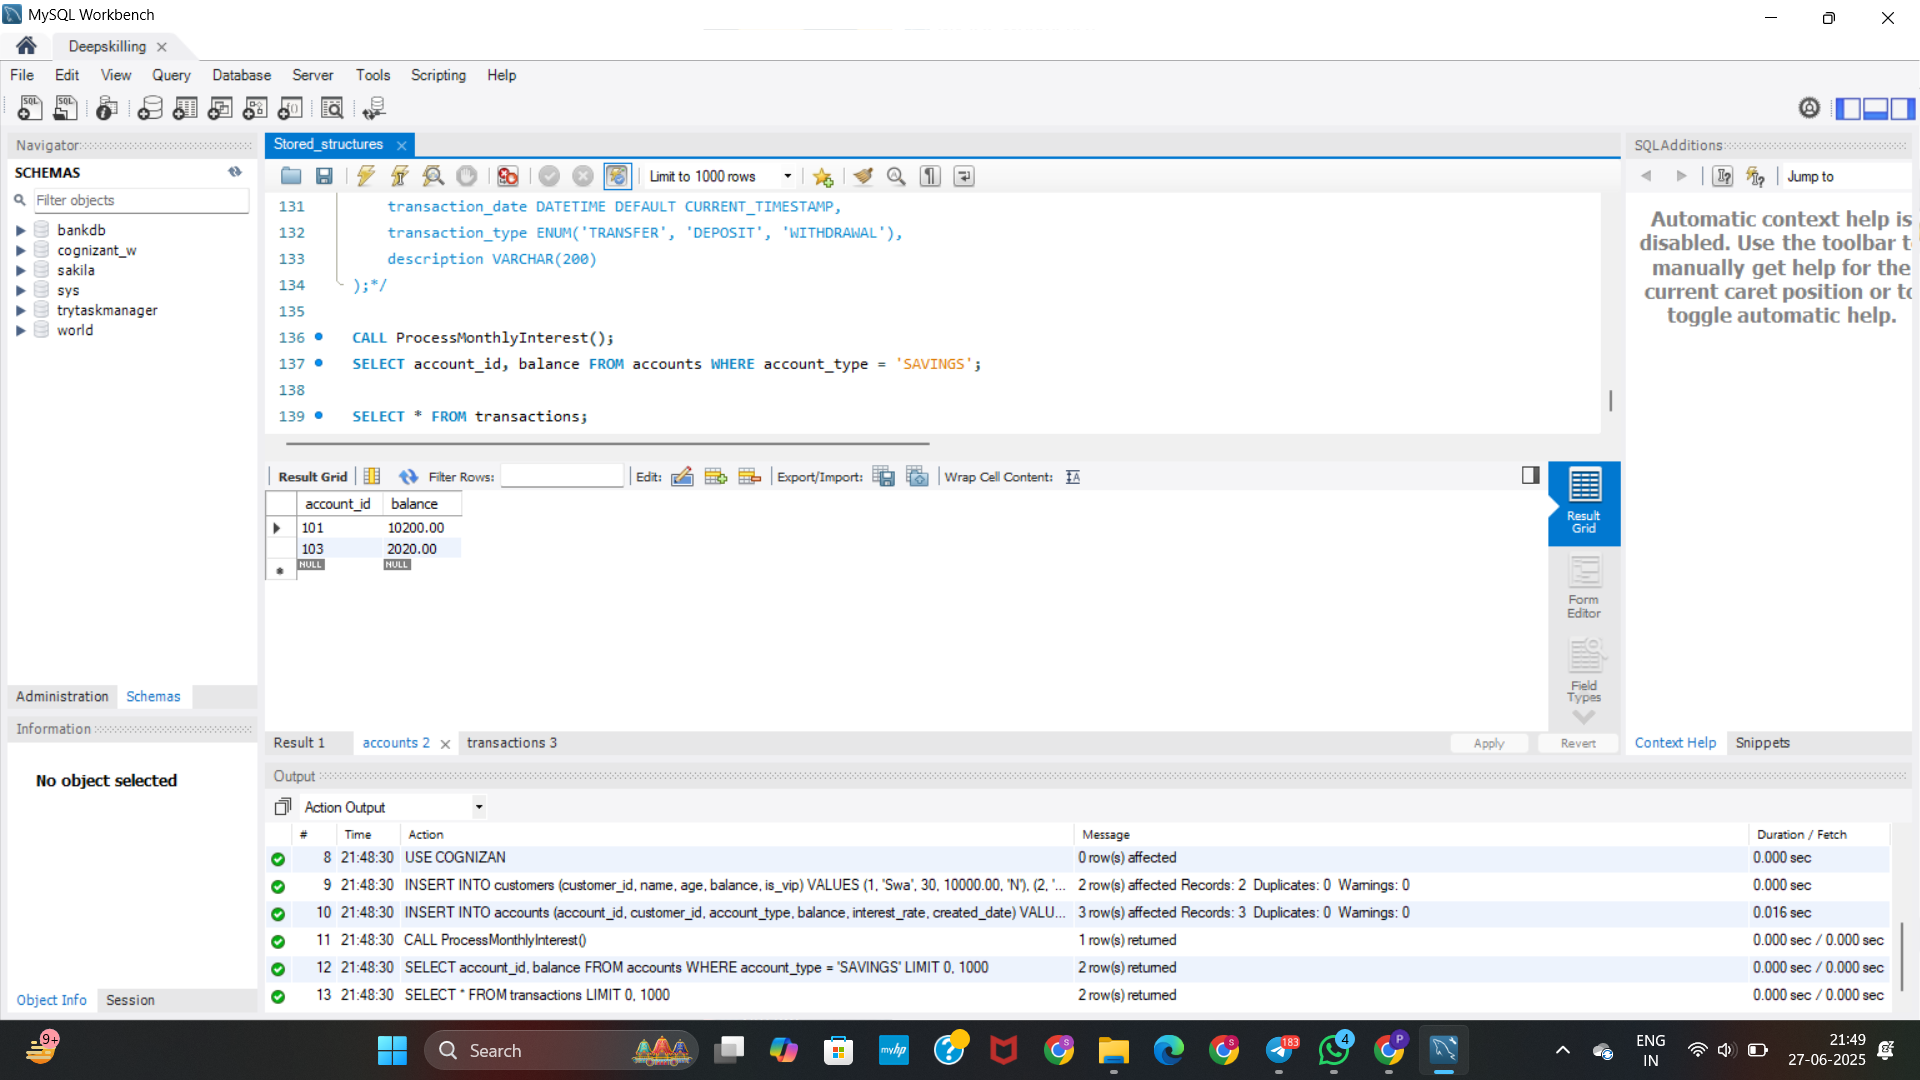 MySQL Workbench
Deepskilling
File Edit View Query Database Server Tools Scripting Help
Navigator
SCHEMAS
Filter objects
bankdb
cognizant_w
sakila
sys
trytaskmanager
world
Administration Schemas
Information
No object selected
Object Info Session
Stored_structures
Limit to 1000 rows
131 transaction_date DATETIME DEFAULT CURRENT_TIMESTAMP,
132 transaction_type ENUM('TRANSFER', 'DEPOSIT', 'WITHDRAWAL'),
133 description VARCHAR(200)
134 );*/
135
136 CALL ProcessMonthlyInterest();
137 SELECT account_id, balance FROM accounts WHERE account_type = 'SAVINGS';
138
139 SELECT * FROM transactions;
Result Grid Filter Rows: Edit: Export/Import: Wrap Cell Content:
account_id balance
101 10200.00
103 2020.00
NULL NULL
Result Grid
Form Editor
Field Types
Result 1 accounts 2 transactions 3 Apply Revert
SQLAdditions
Jump to
Automatic context help is
disabled. Use the toolbar t
manually get help for the
current caret position or to
toggle automatic help.
Context Help Snippets
Output
Action Output
# Time Action Message Duration / Fetch
8 21:48:30 USE COGNIZAN 0 row(s) affected 0.000 sec
9 21:48:30 INSERT INTO customers (customer_id, name, age, balance, is_vip) VALUES (1, 'Swa', 30, 10000.00, 'N'), (2, '... 2 row(s) affected Records: 2 Duplicates: 0 Warnings: 0 0.000 sec
10 21:48:30 INSERT INTO accounts (account_id, customer_id, account_type, balance, interest_rate, created_date) VALU... 3 row(s) affected Records: 3 Duplicates: 0 Warnings: 0 0.016 sec
11 21:48:30 CALL ProcessMonthlyInterest() 1 row(s) returned 0.000 sec / 0.000 sec
12 21:48:30 SELECT account_id, balance FROM accounts WHERE account_type = 'SAVINGS' LIMIT 0, 1000 2 row(s) returned 0.000 sec / 0.000 sec
13 21:48:30 SELECT * FROM transactions LIMIT 0, 1000 2 row(s) returned 0.000 sec / 0.000 sec
9+
Search
myhp
S
S
183
4
P
ENG
IN
21:49
27-06-2025